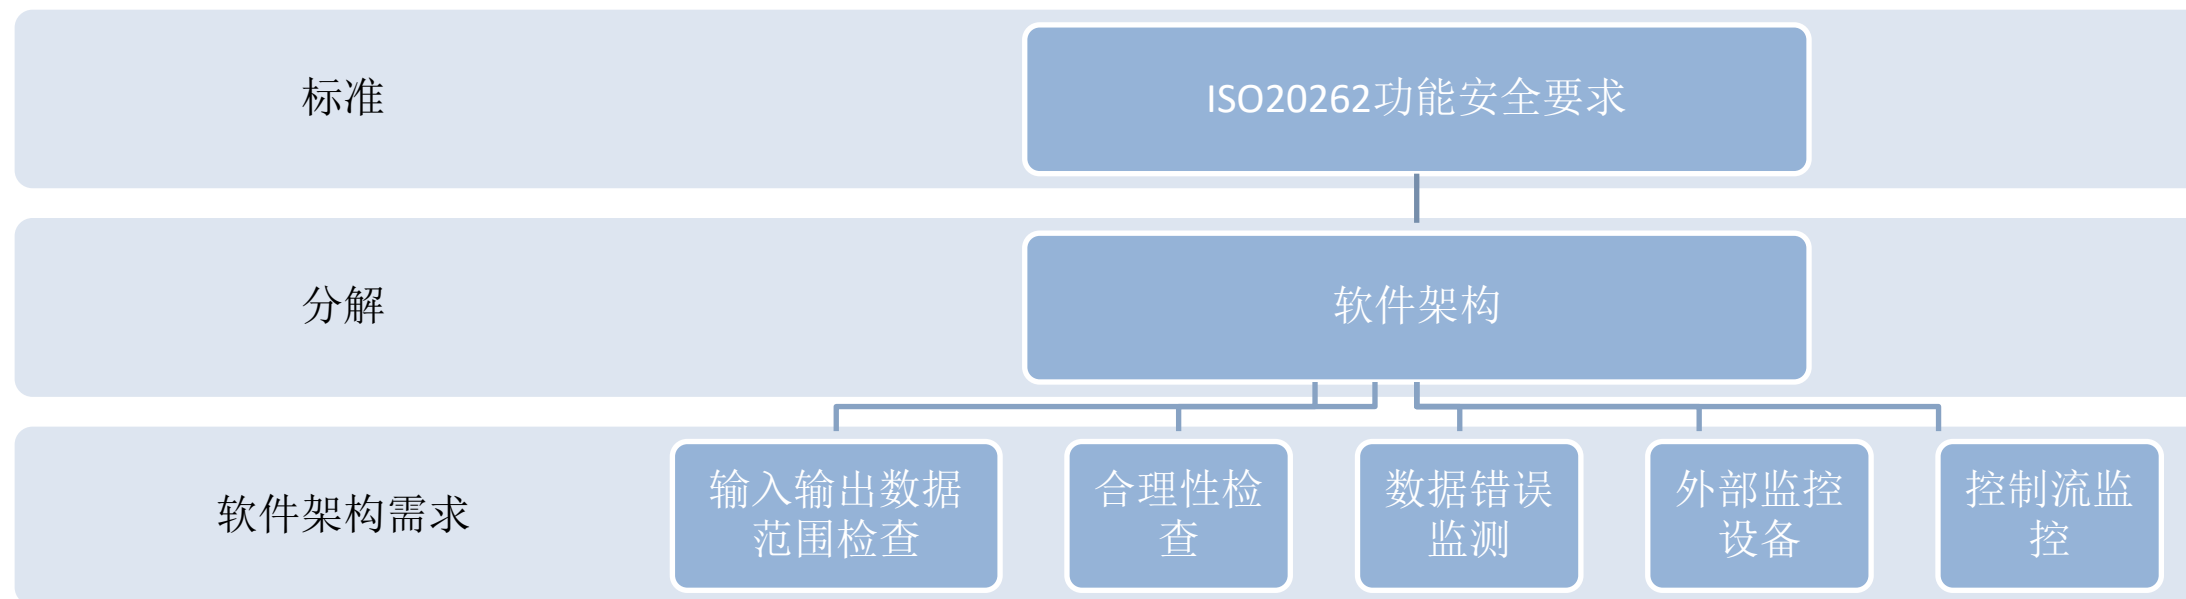 标准
ISO20262功能安全要求
分解
软件架构
软件架构需求
输入输出数据
范围检查
合理性检
查
数据错误
监测
外部监控
设备
控制流监
控